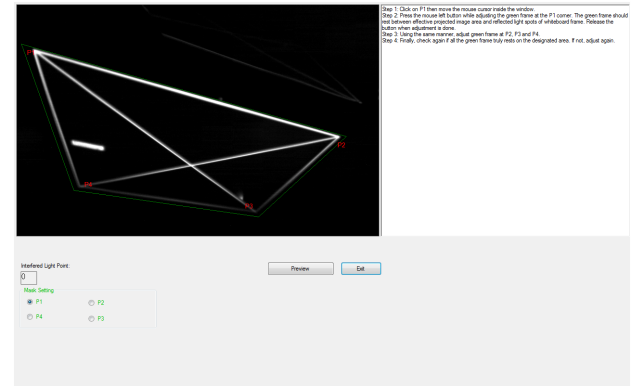 Step 1: Click on P1 then move the mouse cursor inside the window.
Step 2: Press the mouse left button while adjusting the green frame at the P1 corner. The green frame should
rest between effective projected image area and reflected light spots of whiteboard frame. Release the
button when adjustment is done.
Step 3: Using the same manner, adjust green frame at P2, P3 and P4.
Step 4: Finally, check again if all the green frame truly rests on the designated area. If not, adjust again.
P1
P2
P4
P3
Interfered Light Point:
0
Preview
Exit
Mask Setting
P1
P2
P4
P3